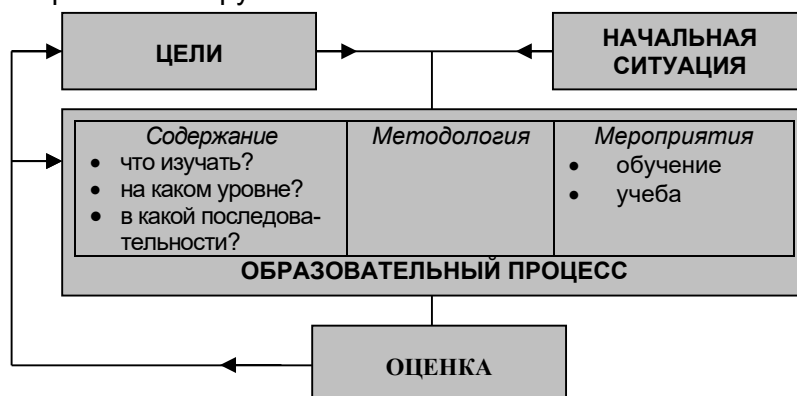 ЦЕЛИ
НАЧАЛЬНАЯ
СИТУАЦИЯ
Содержание
• что изучать?
• на каком уровне?
• в какой последова-
тельности?
Методология
Мероприятия
• обучение
• учеба
ОБРАЗОВАТЕЛЬНЫЙ ПРОЦЕСС
ОЦЕНКА